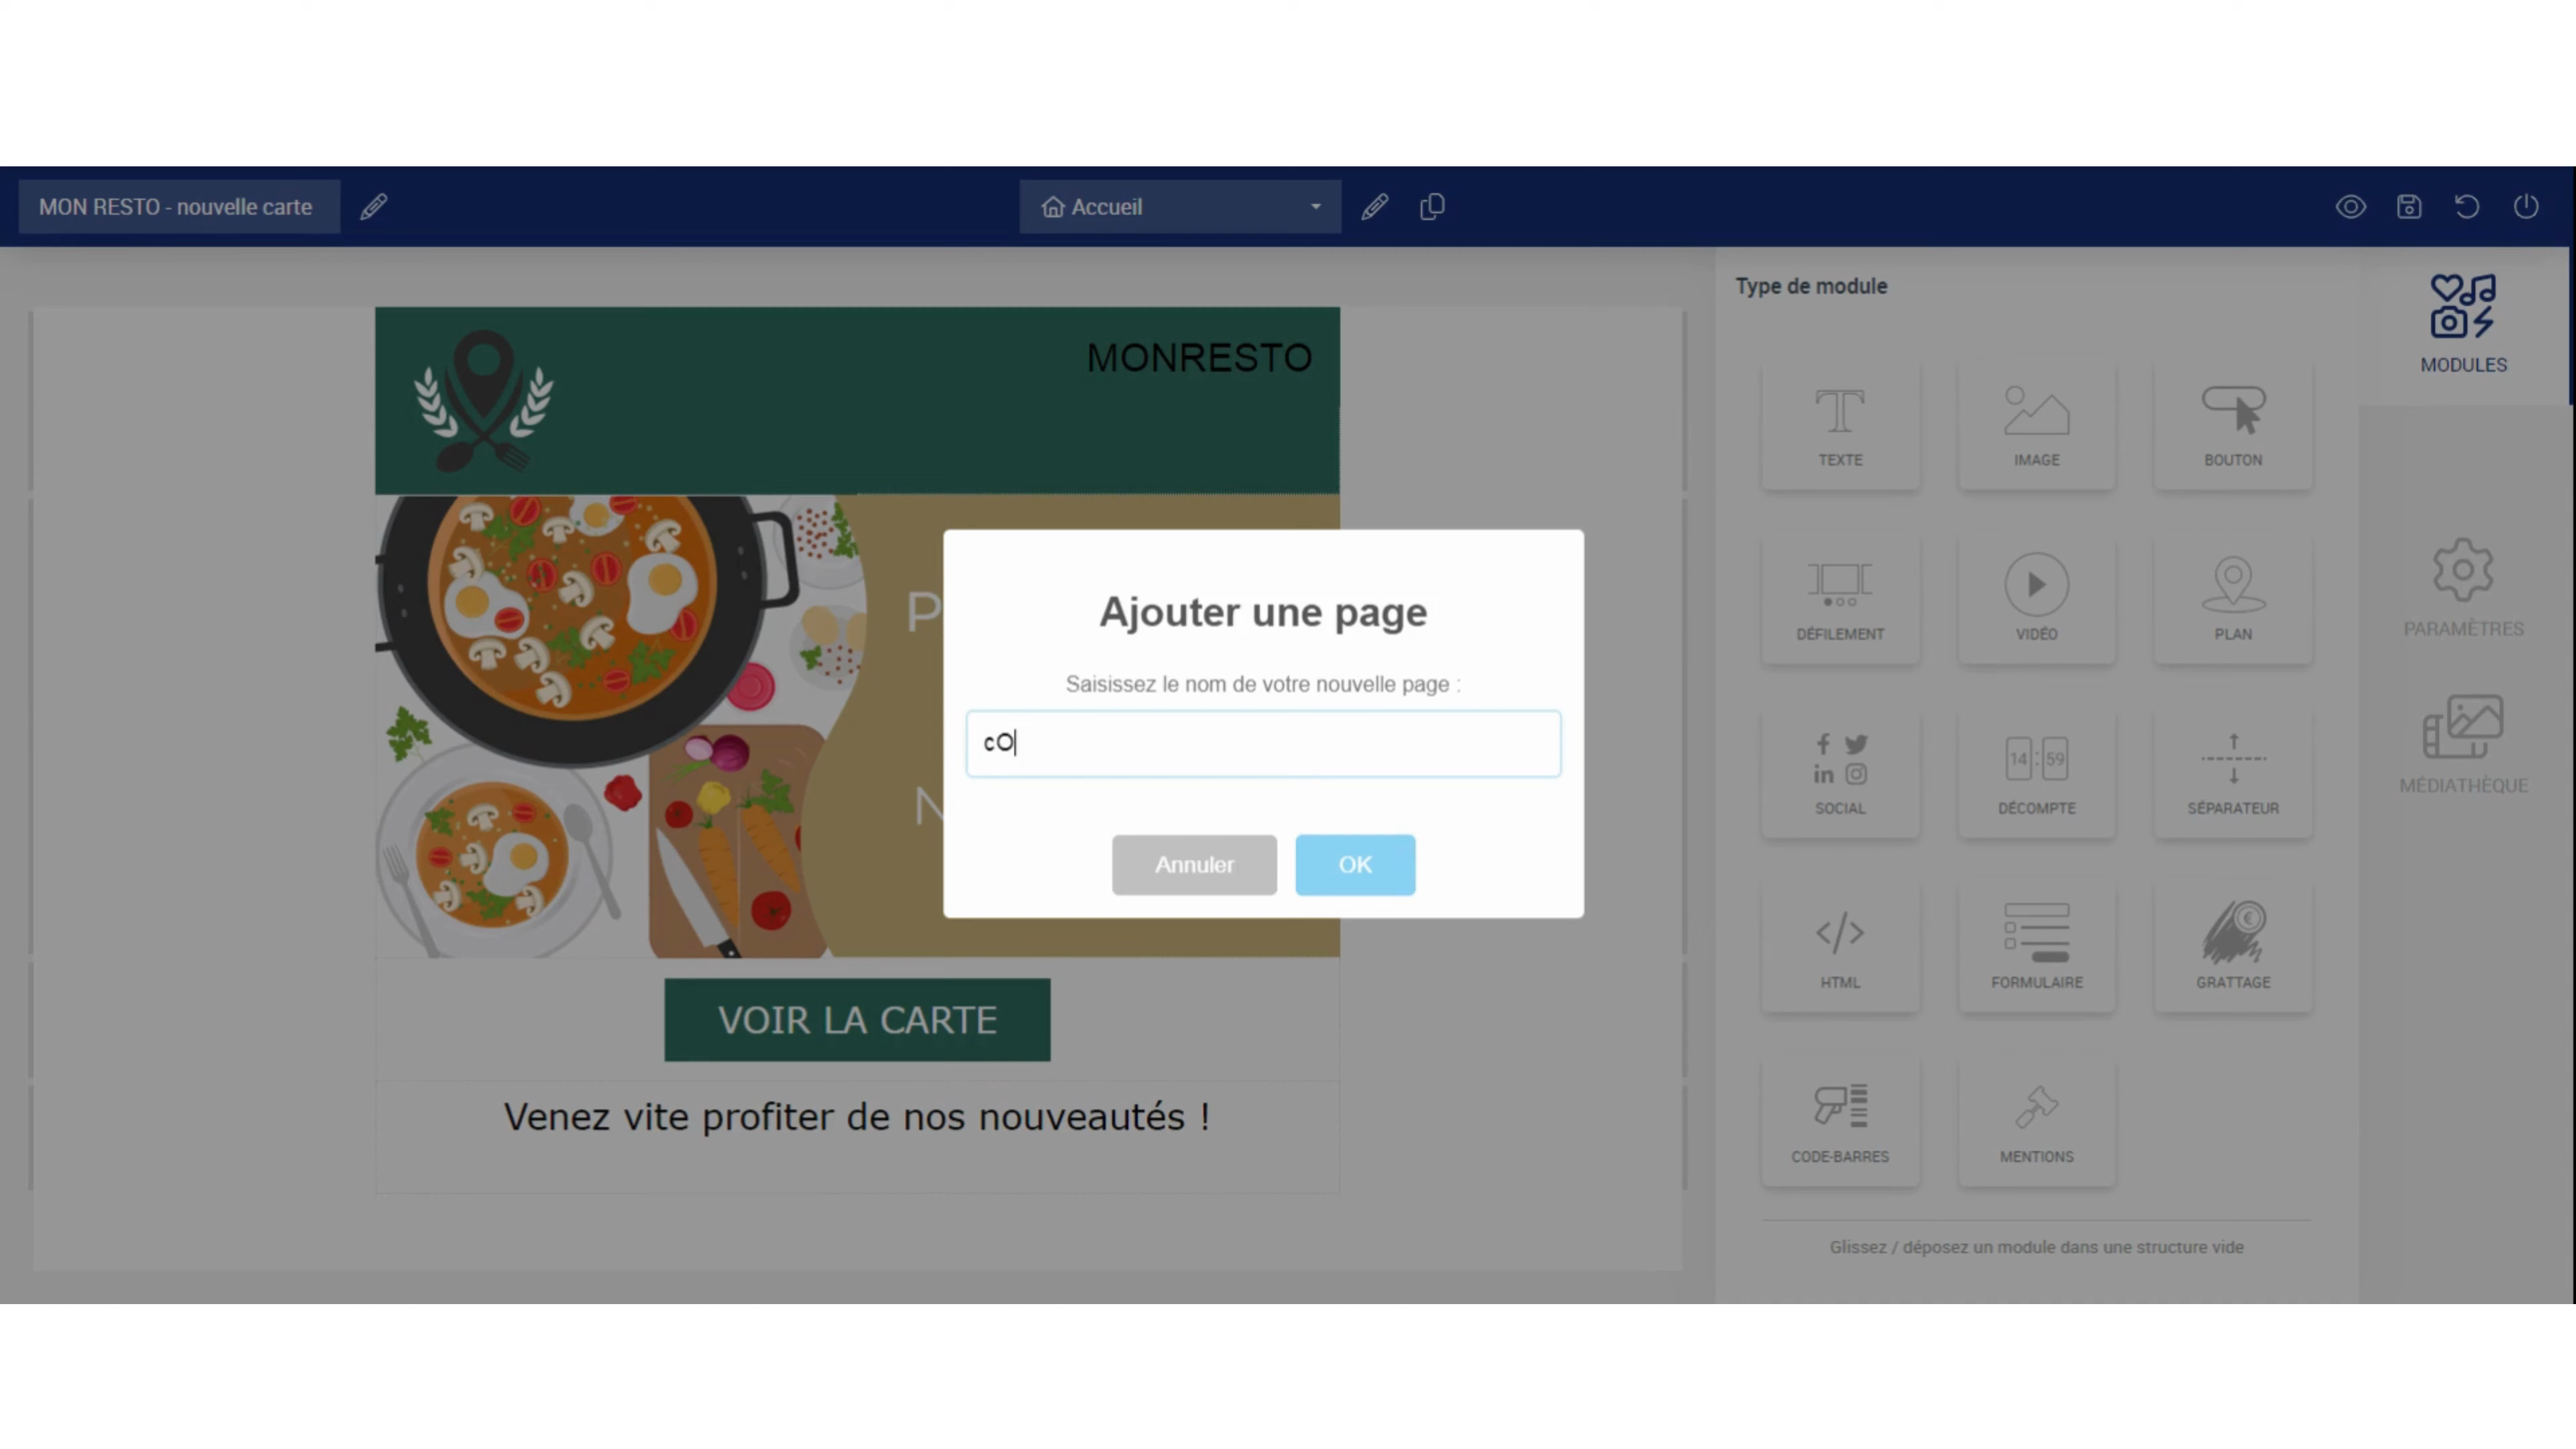 MON RESTO - nouvelle carte
Accueil
Type de module
MODULES
MONRESTO
TEXTE
IMAGE
BOUTON
Ajouter une page
Saisissez le nom de votre nouvelle page :
cO
Annuler
OK
P
N
DÉFILEMENT
VIDÉO
PLAN
PARAMÈTRES
14 : 59
SOCIAL
DÉCOMPTE
SÉPARATEUR
MÉDIATHÈQUE
HTML
FORMULAIRE
GRATTAGE
VOIR LA CARTE
Venez vite profiter de nos nouveautés !
CODE-BARRES
MENTIONS
Glissez / déposez un module dans une structure vide